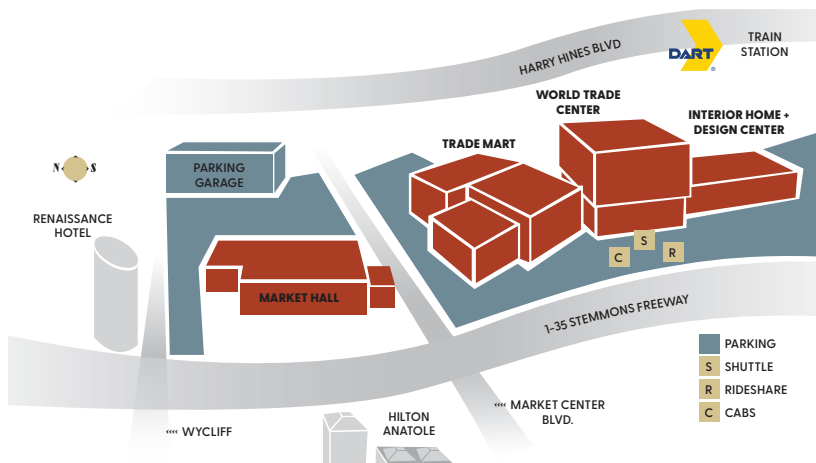 HARRY HINES BLVD
DART
TRAIN
STATION
WORLD TRADE
CENTER
INTERIOR HOME +
DESIGN CENTER
TRADE MART
PARKING
GARAGE
N S
RENAISSANCE
HOTEL
S
C
R
MARKET HALL
1-35 STEMMONS FREEWAY
PARKING
S SHUTTLE
R RIDESHARE
C CABS
‹‹‹‹ MARKET CENTER
BLVD.
HILTON
ANATOLE
‹‹‹‹ WYCLIFF